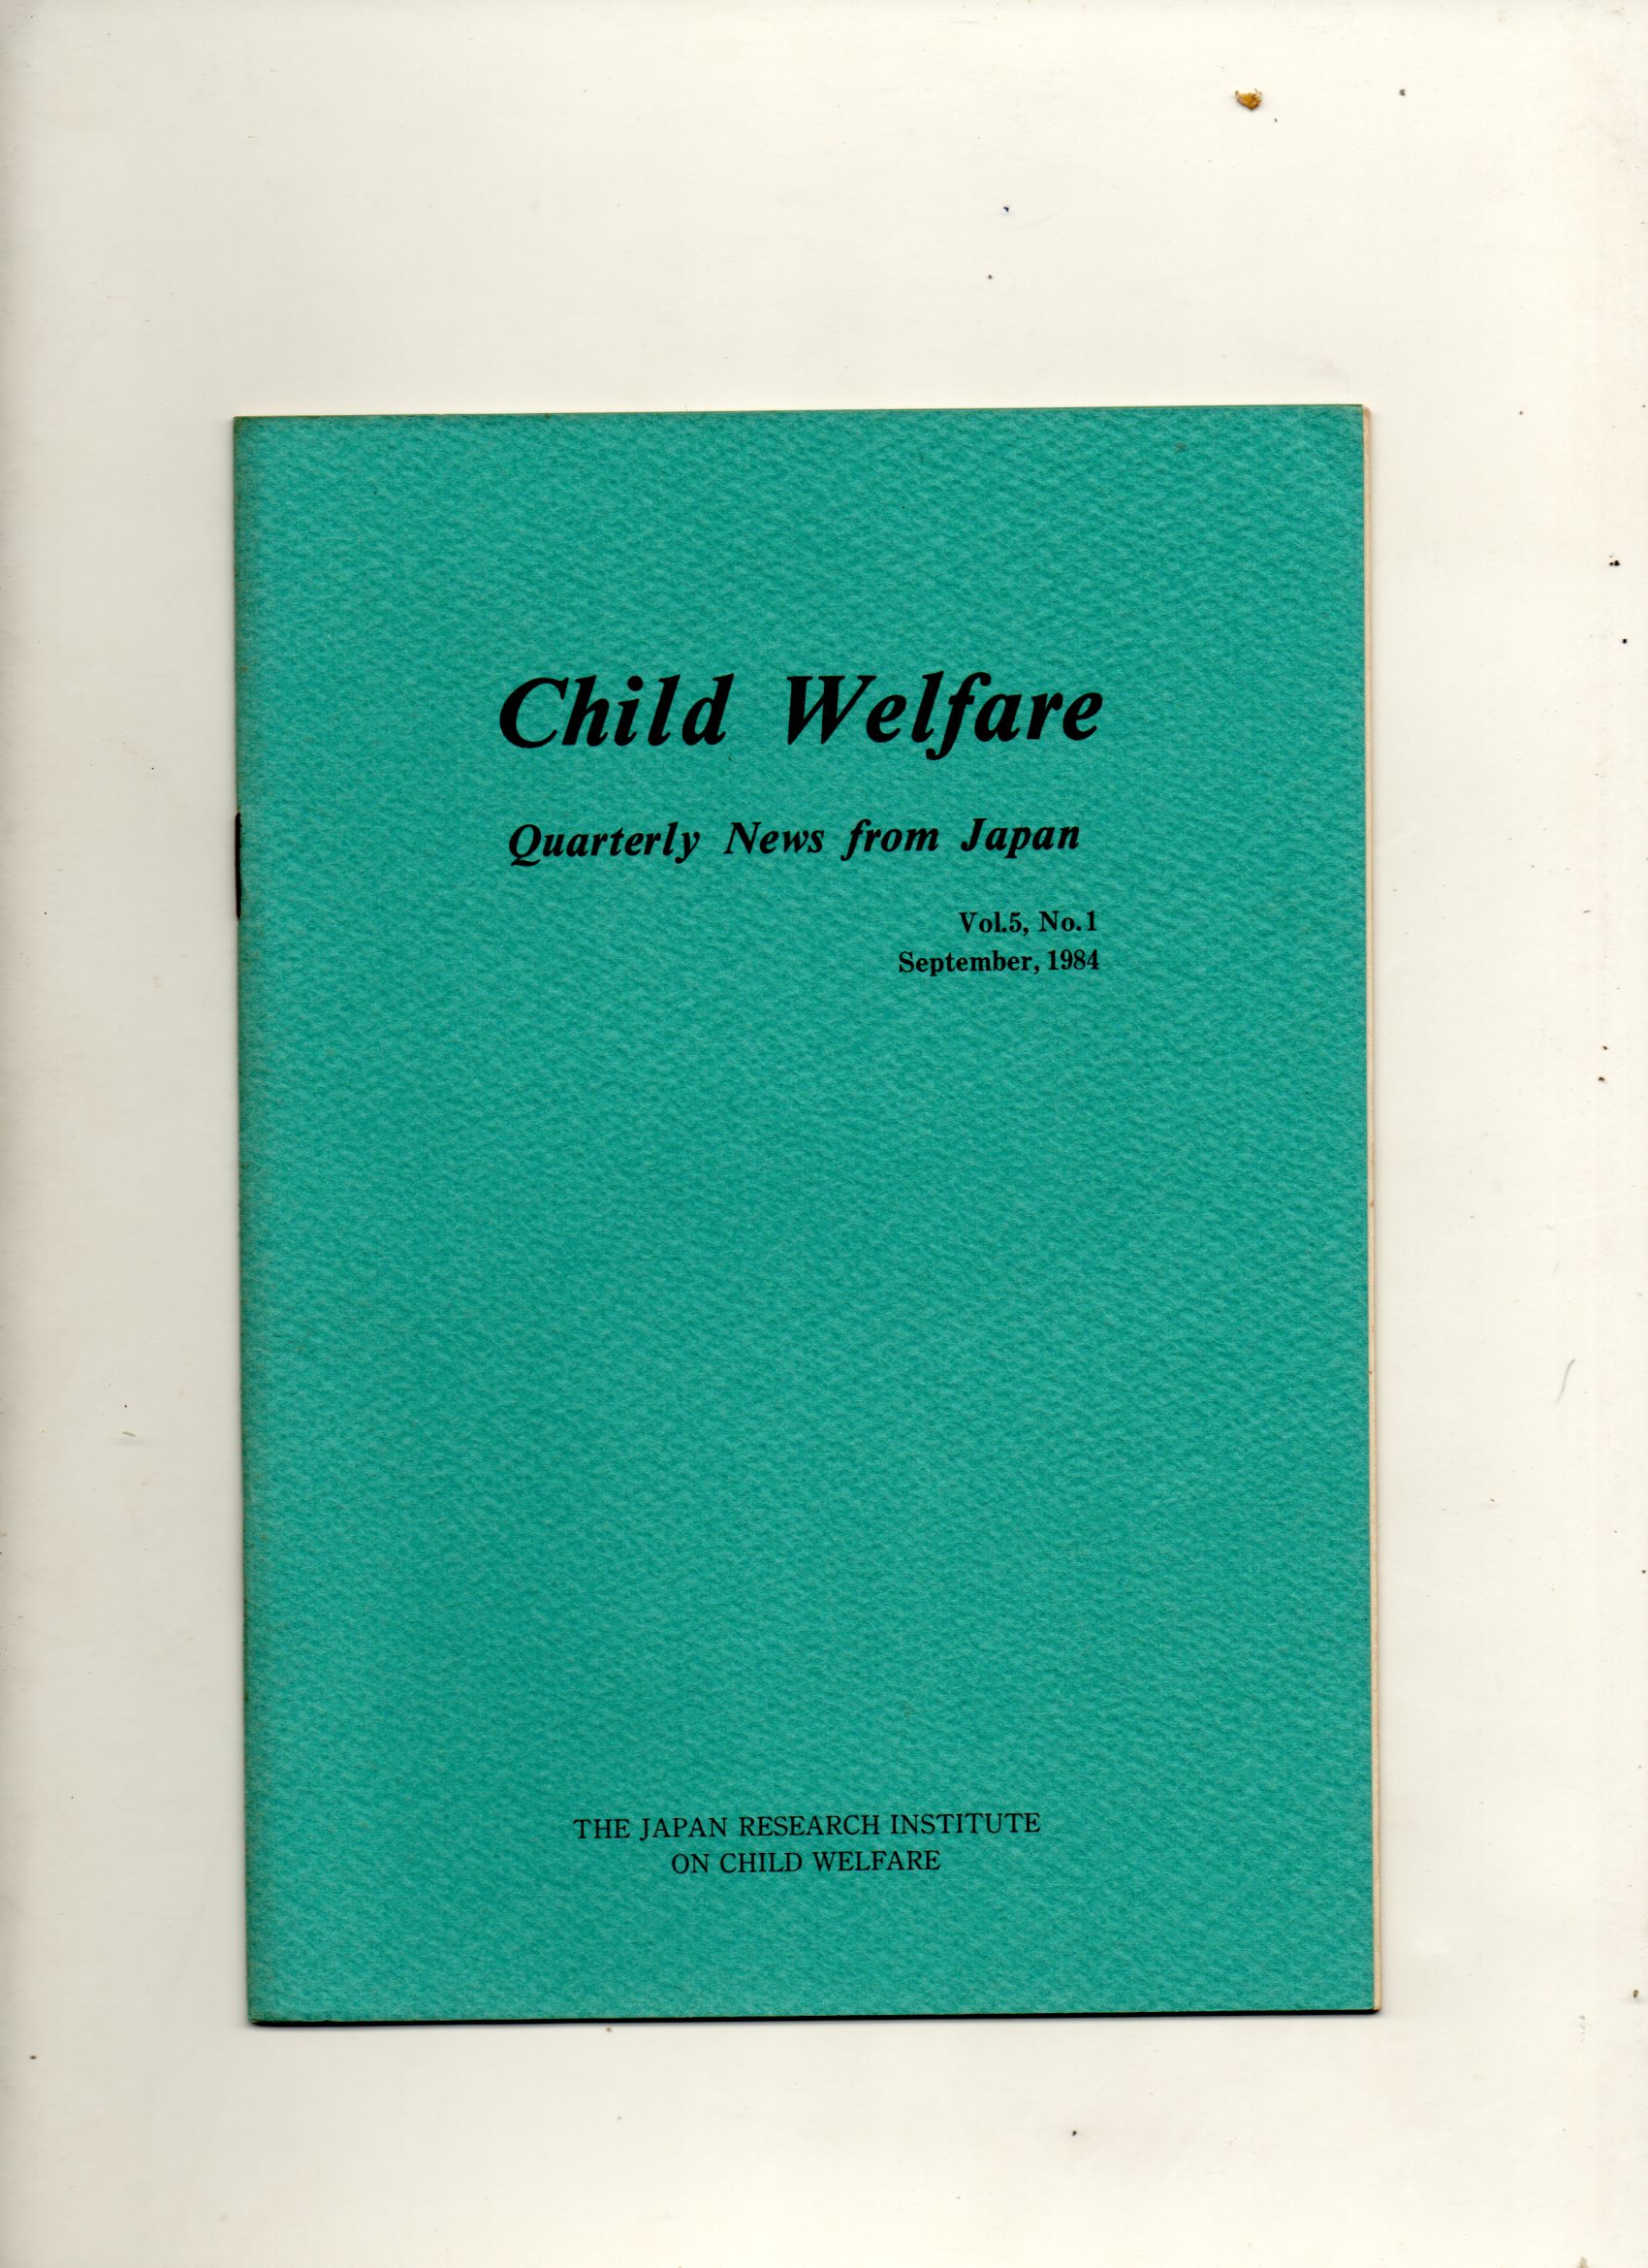 Child Welfare
Quarterly News from Japan
Vol.5, No.1
September, 1984
THE JAPAN RESEARCH INSTITUTE
ON CHILD WELFARE